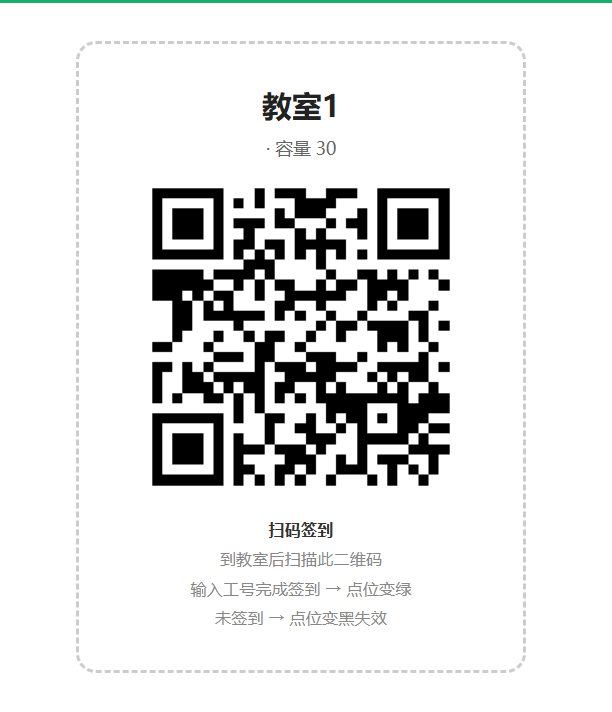 教室1
· 容量 30
扫码签到
到教室后扫描此二维码
输入工号完成签到 → 点位变绿
未签到 → 点位变黑失效